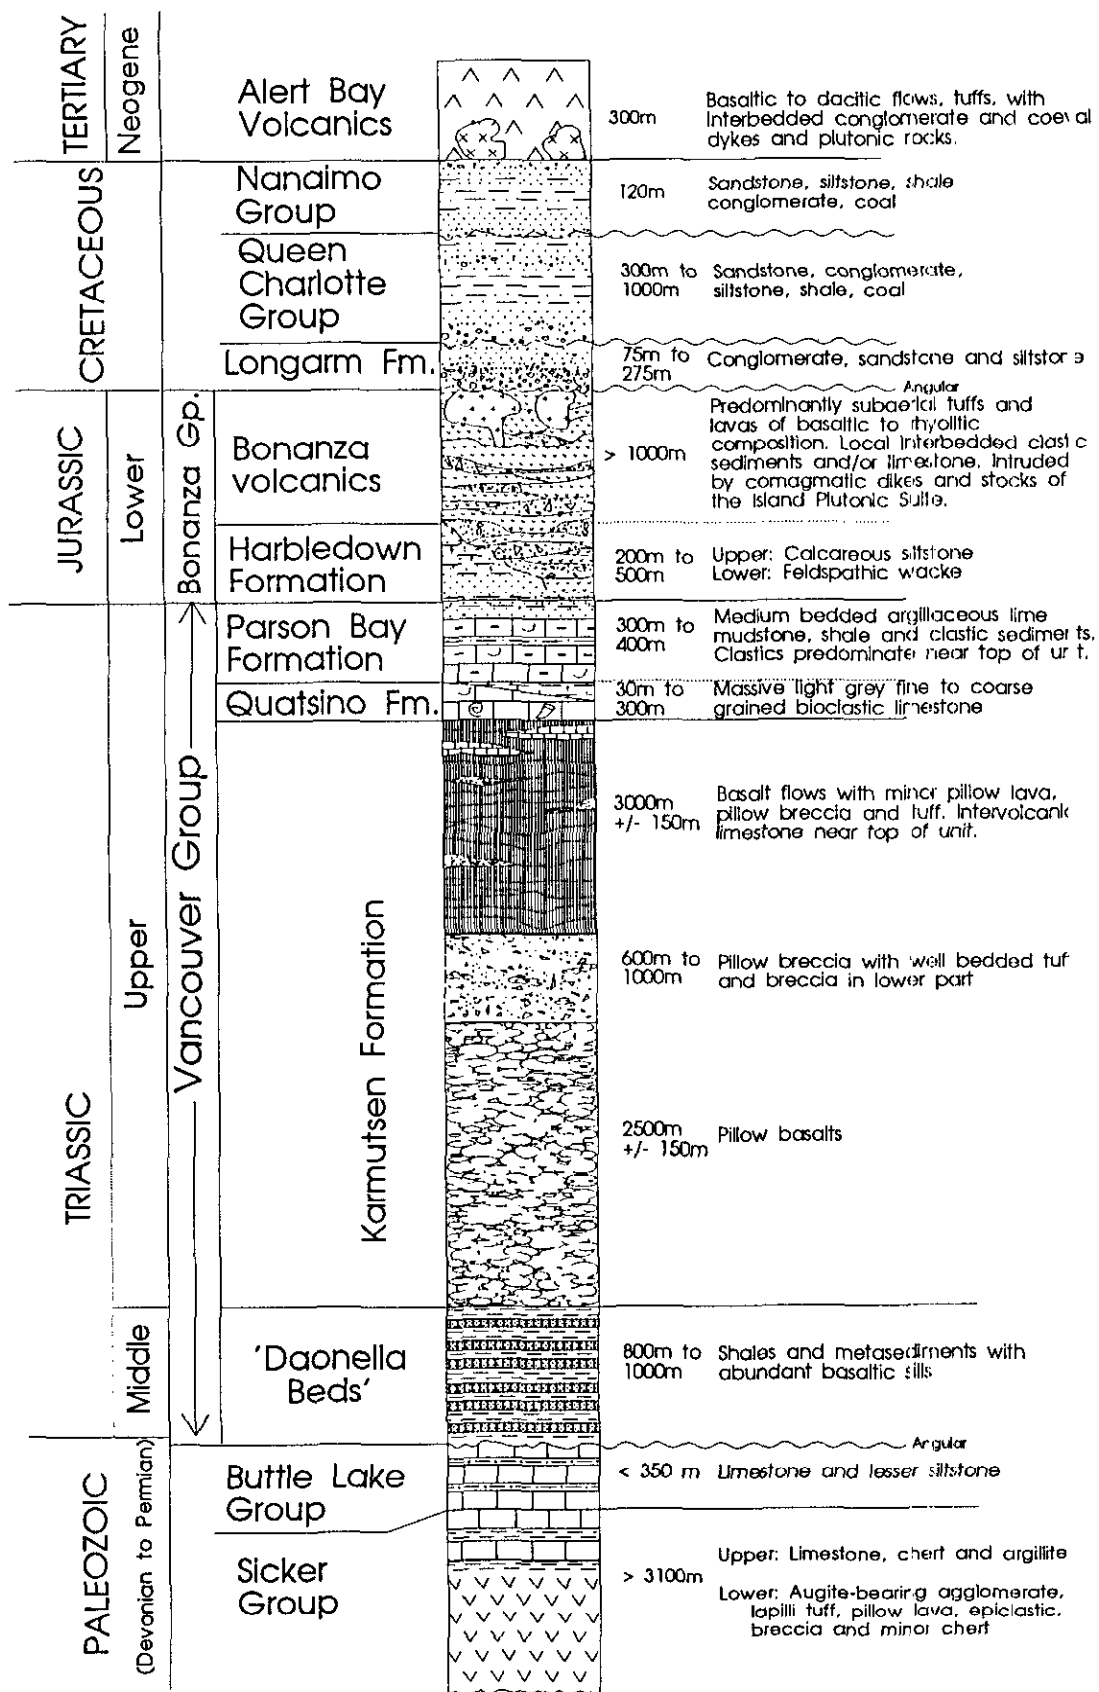 TERTIARY
Neogene
Alert Bay
Volcanics
300m
Basaltic to dacitic flows, tuffs, with
Interbedded conglomerate and coeval
dykes and plutonic rocks.
CRETACEOUS
Nanaimo
Group
120m
Sandstone, siltstone, shale
conglomerate, coal
Queen
Charlotte
Group
300m to
1000m
Sandstone, conglomerate,
siltstone, shale, coal
Longarm Fm.
75m to
275m
Conglomerate, sandstone and siltstone
Angular
JURASSIC
Lower
Bonanza Gp.
Bonanza
volcanics
> 1000m
Predominantly subaerial tuffs and
lavas of basaltic to rhyolitic
composition. Local interbedded clastic
sediments and/or limestone. Intruded
by comagmatic dikes and stocks of
the Island Plutonic Suite.
Harbledown
Formation
200m to
500m
Upper: Calcareous siltstone
Lower: Feldspathic wacke
TRIASSIC
Upper
Vancouver Group
Parson Bay
Formation
300m to
400m
Medium bedded argillaceous lime
mudstone, shale and clastic sediments.
Clastics predominate near top of unit.
Quatsino Fm.
30m to
300m
Massive light grey fine to coarse
grained bioclastic limestone
Karmutsen Formation
3000m
+/- 150m
Basalt flows with minor pillow lava,
pillow breccia and tuff. Intervolcanic
limestone near top of unit.
600m to
1000m
Pillow breccia with well bedded tuf
and breccia in lower part
2500m
+/- 150m
Pillow basalts
Middle
'Daonella
Beds'
800m to
1000m
Shales and metasediments with
abundant basaltic sills
Angular
PALEOZOIC
(Devonian to Permian)
Buttle Lake
Group
< 350 m
Limestone and lesser siltstone
Sicker
Group
> 3100m
Upper: Limestone, chert and argillite
Lower: Augite-bearing agglomerate,
lapilli tuff, pillow lava, epiclastic,
breccia and minor chert